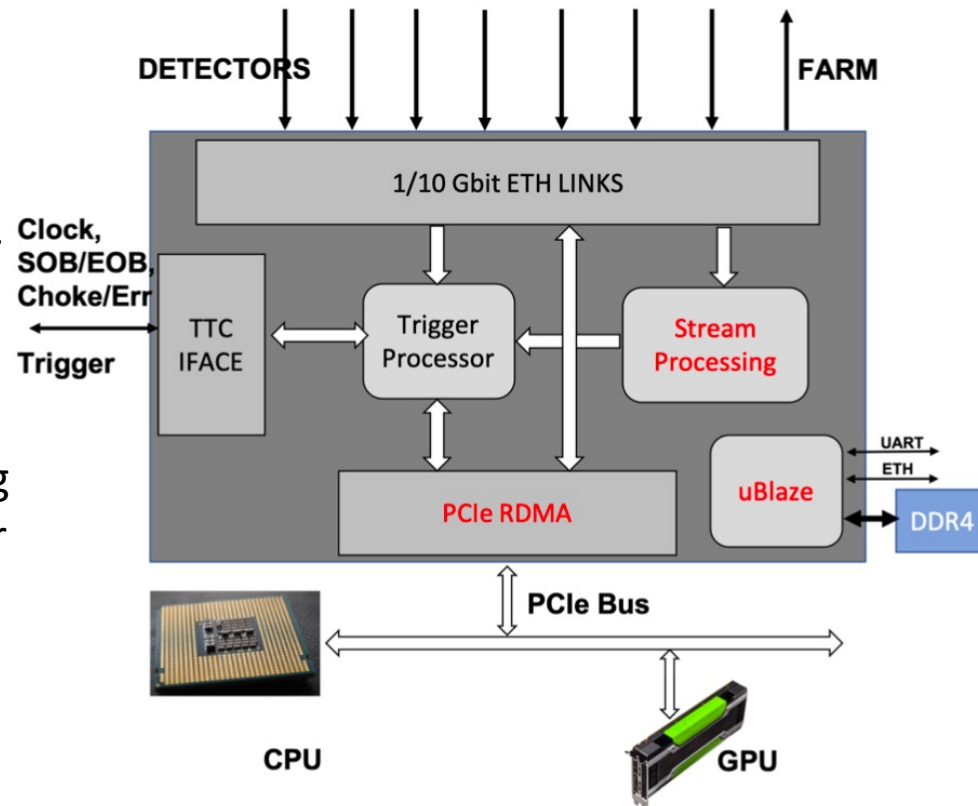 DETECTORS
FARM
1/10 Gbit ETH LINKS
Clock,
SOB/EOB,
Choke/Err
Trigger
TTC
IFACE
Trigger
Processor
Stream
Processing
g
r
PCIe RDMA
uBlaze
UART
ETH
DDR4
PCIe Bus
CPU
GPU